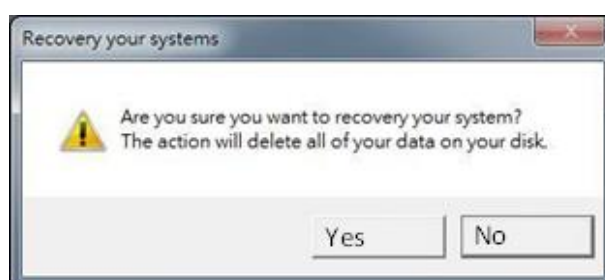 Recovery your systems
Are you sure you want to recovery your system?
The action will delete all of your data on your disk.
Yes
No